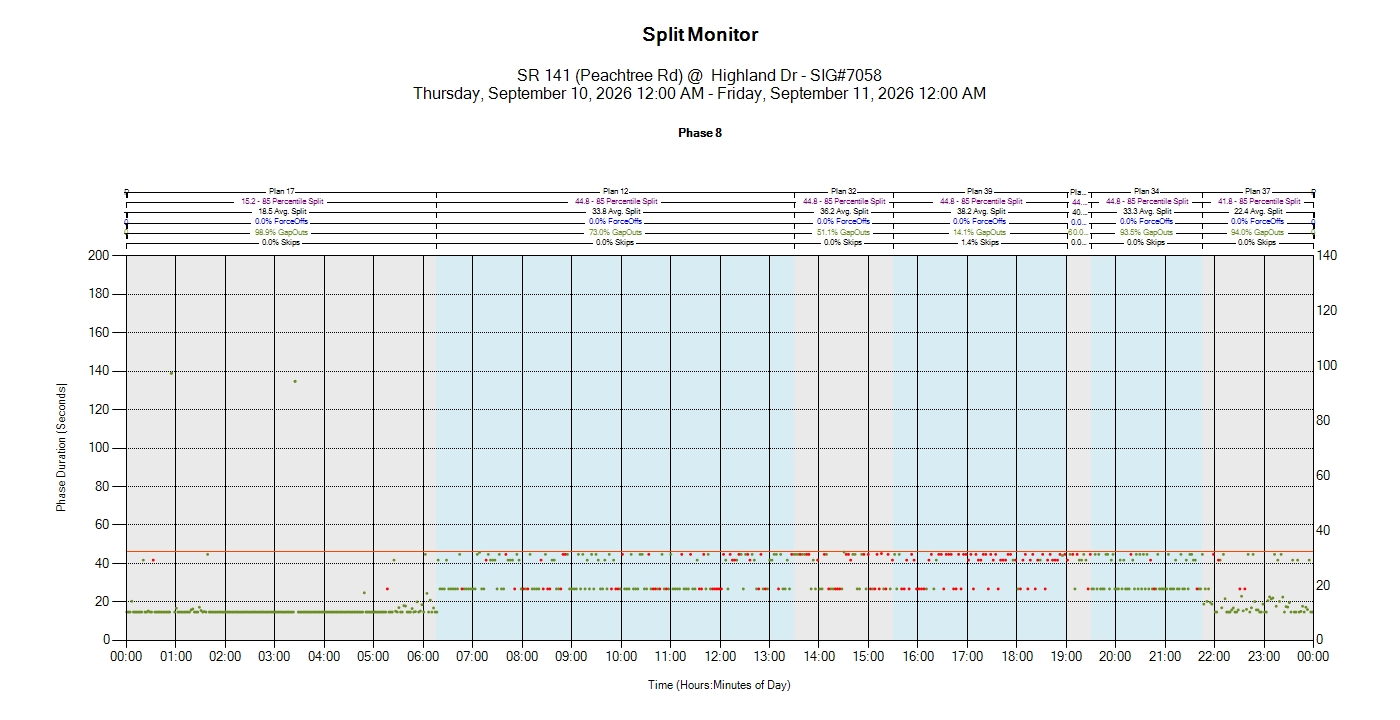 Split Monitor
SR 141 (Peachtree Rd) @ Highland Dr - SIG#7058
Thursday, September 10, 2026 12:00 AM - Friday, September 11, 2026 12:00 AM
Phase 8
Plan 17 Plan 12 Plan 32 Plan 39 Pla... Plan 34 Plan 37
15.2 - 85 Percentile Split 44.8 - 85 Percentile Split 44.8 - 85 Percentile Split 44.8 - 85 Percentile Split 44.... 44.8 - 85 Percentile Split 41.8 - 85 Percentile Split
18.5 Avg. Split 33.8 Avg. Split 36.2 Avg. Split 38.2 Avg. Split 40.... 33.3 Avg. Split 22.4 Avg. Split
0.0% ForceOffs 0.0% ForceOffs 0.0% ForceOffs 0.0% ForceOffs 0.0... 0.0% ForceOffs 0.0% ForceOffs
98.9% GapOuts 73.0% GapOuts 51.1% GapOuts 14.1% GapOuts 93.5% GapOuts 94.0% GapOuts
0.0% Skips 0.0% Skips 0.0% Skips 1.4% Skips 0.0... 0.0% Skips 0.0% Skips
200 140
180
120
160
140 100
120
80
100
80 60
60
40
40
20
20
0 0
Phase Duration (Seconds)
00:00 01:00 02:00 03:00 04:00 05:00 06:00 07:00 08:00 09:00 10:00 11:00 12:00 13:00 14:00 15:00 16:00 17:00 18:00 19:00 20:00 21:00 22:00 23:00 00:00
Time (Hours:Minutes of Day)